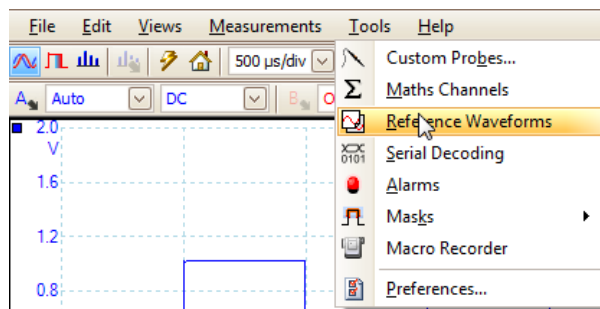 File Edit Views Measurements Tools Help
500 µs/div
Custom Probes...
A Auto DC B
Maths Channels
2.0
Reference Waveforms
V
0101
Serial Decoding
1.6
Alarms
Masks
1.2
Macro Recorder
0.8
Preferences...